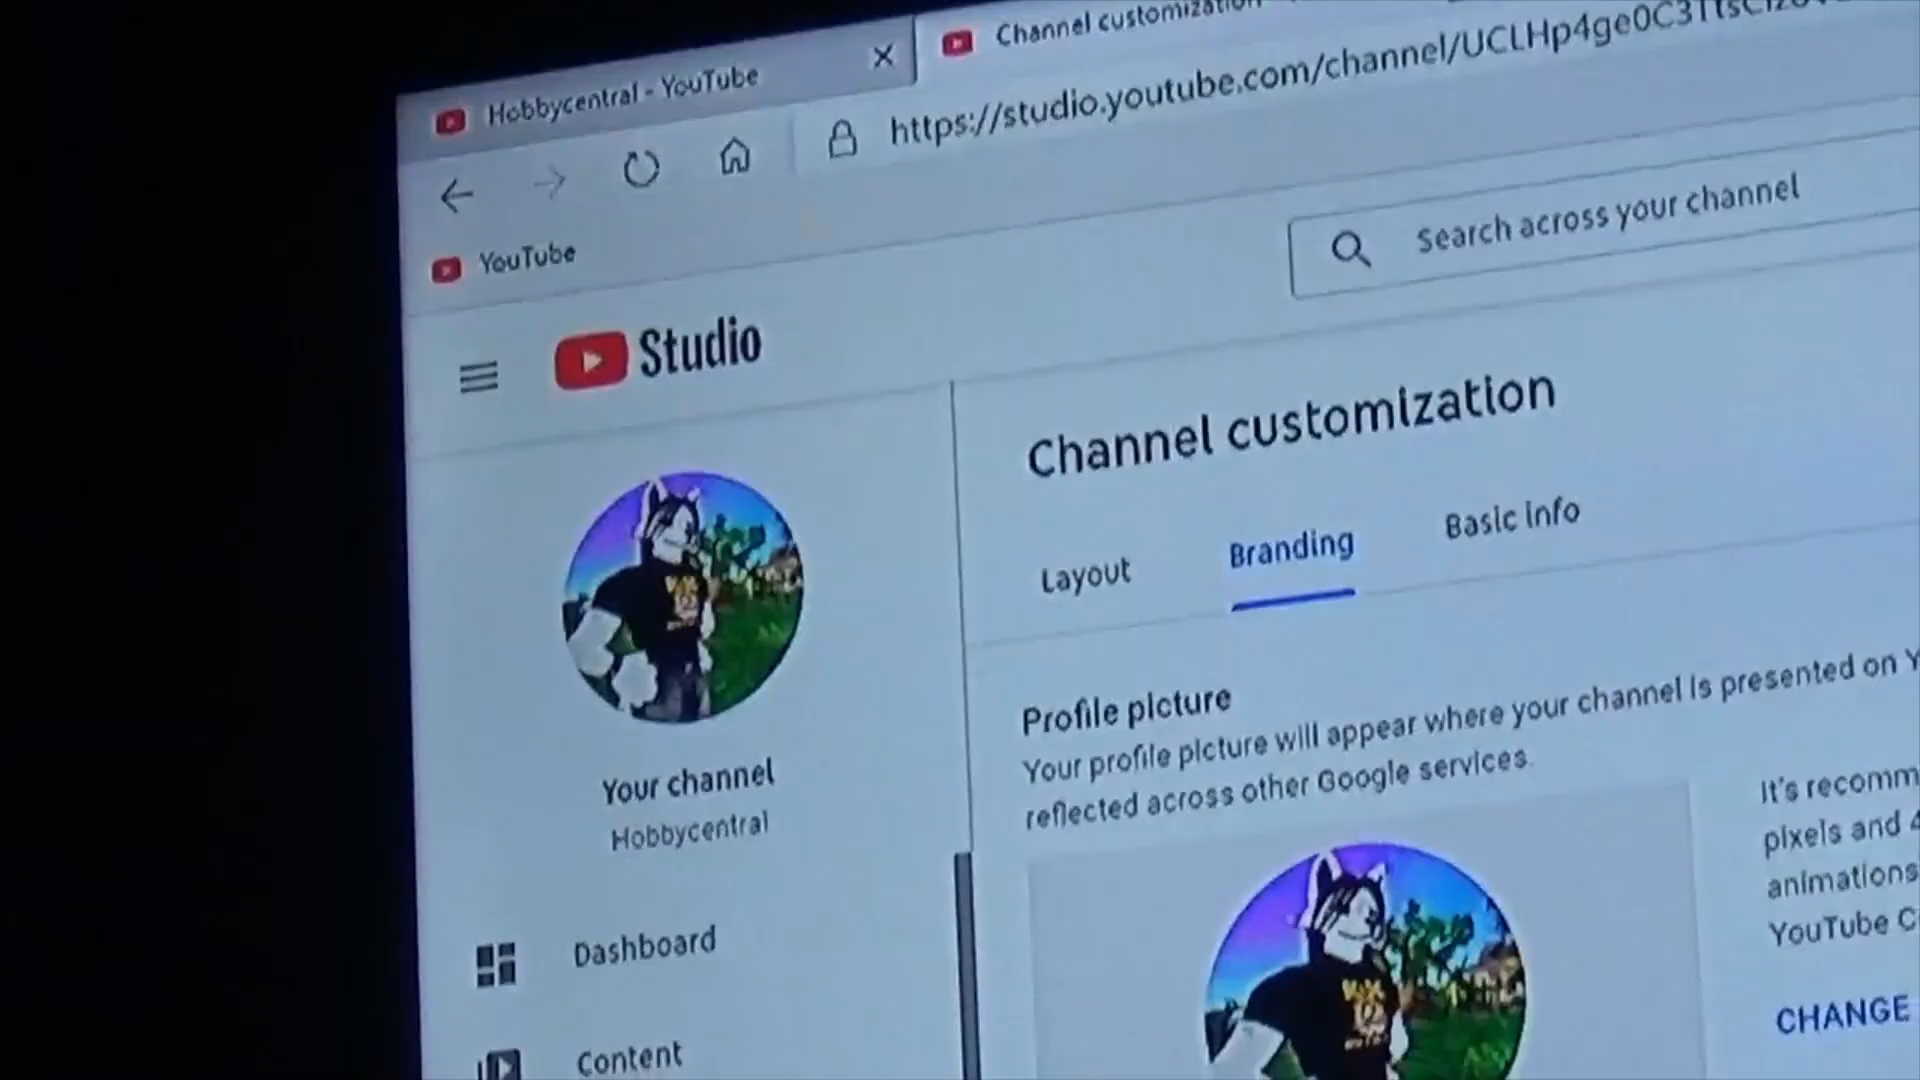 Hobbycentral - YouTube
Channel customization
https://studio.youtube.com/channel/UCLHp4ge0C3
YouTube
Search across your channel
Studio
Channel customization
Layout
Branding
Basic info
Your channel
Hobbycentral
Profile picture
Your profile picture will appear where your channel is presented on Y
reflected across other Google services.
It's recomm
pixels and 4
animations
YouTube C
CHANGE
Dashboard
Content